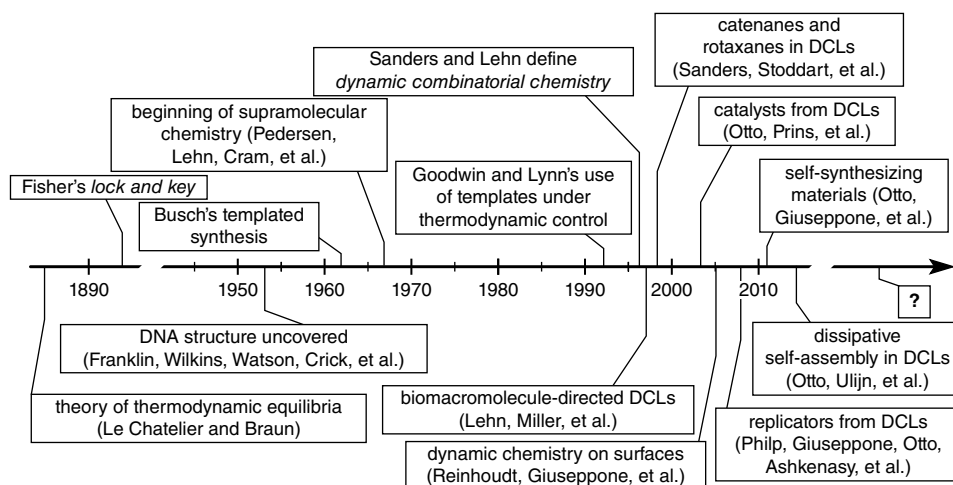 catenanes and
rotaxanes in DCLs
(Sanders, Stoddart, et al.)
Sanders and Lehn define
dynamic combinatorial chemistry
beginning of supramolecular
chemistry (Pedersen,
Lehn, Cram, et al.)
catalysts from DCLs
(Otto, Prins, et al.)
Fisher's lock and key
Busch's templated
synthesis
Goodwin and Lynn's use
of templates under
thermodynamic control
self-synthesizing
materials (Otto,
Giuseppone, et al.)
1890
1950
1960
1970
1980
1990
2000
2010
?
DNA structure uncovered
(Franklin, Wilkins, Watson, Crick, et al.)
dissipative
self-assembly in DCLs
(Otto, Ulijn, et al.)
theory of thermodynamic equilibria
(Le Chatelier and Braun)
biomacromolecule-directed DCLs
(Lehn, Miller, et al.)
dynamic chemistry on surfaces
(Reinhoudt, Giuseppone, et al.)
replicators from DCLs
(Philp, Giuseppone, Otto,
Ashkenasy, et al.)